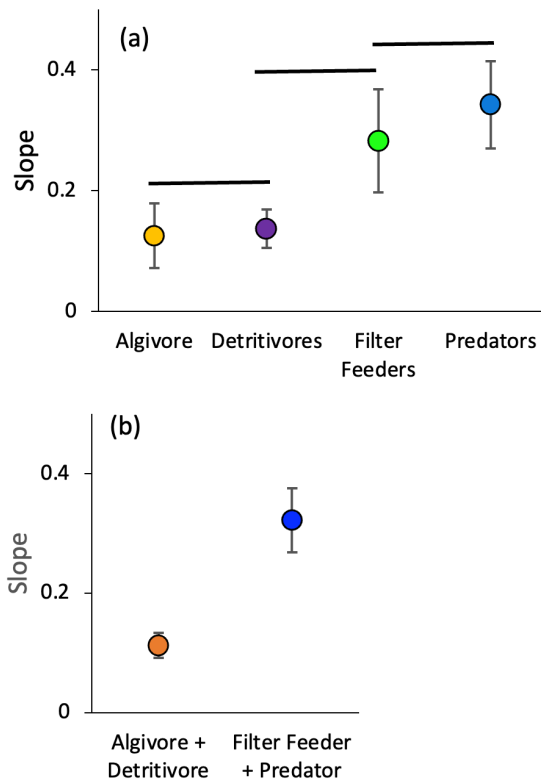 (a)
0.4
Slope
0.2
0
Algivore Detritivores Filter Predators
Feeders
(b)
0.4
Slope
0.2
0
Algivore + Filter Feeder
Detritivore + Predator